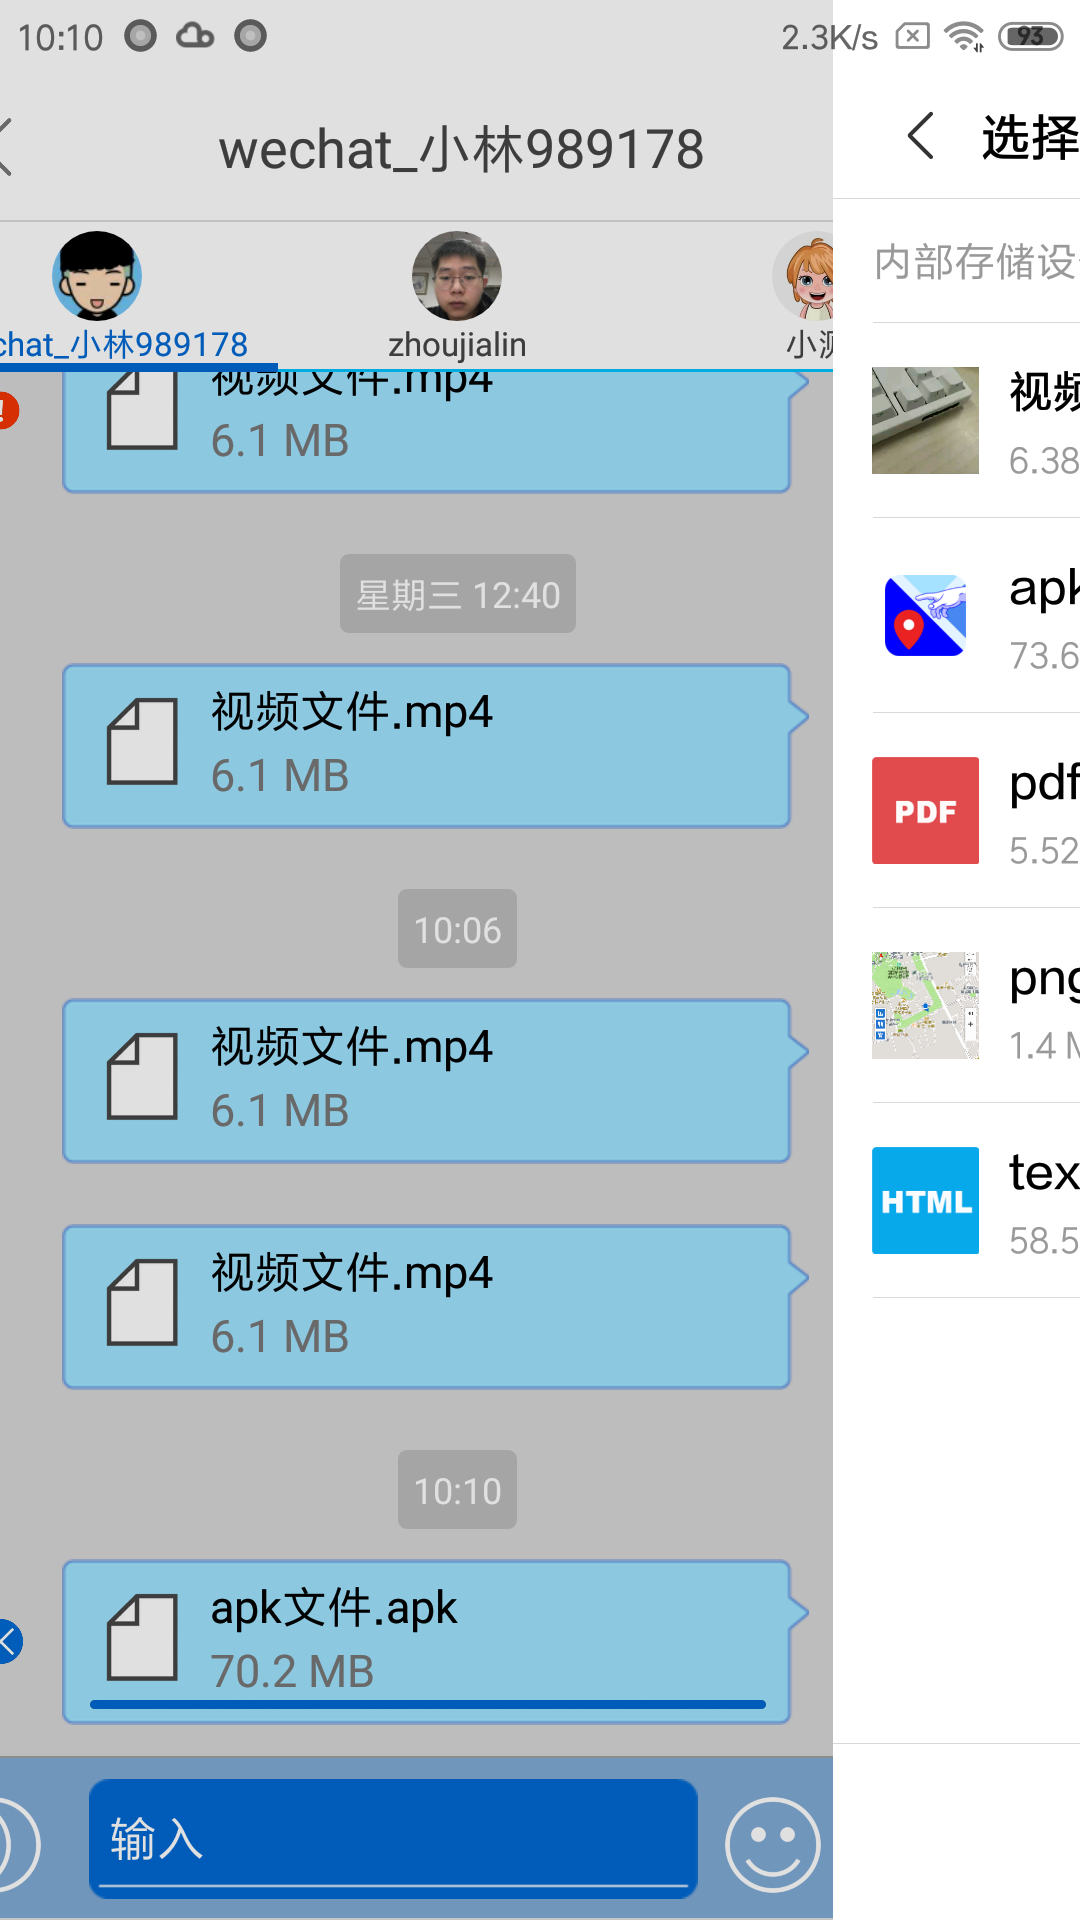 10:10
2.3K/s
93
wechat_小林989178
选择
chat_小林989178
zhoujialin
小测
内部存储设
视频文件.mp4
6.1 MB
星期三 12:40
视频文件.mp4
6.1 MB
10:06
视频文件.mp4
6.1 MB
视频文件.mp4
6.1 MB
10:10
apk文件.apk
70.2 MB
输入
视频
6.38
apk
73.6
PDF
pdf
5.52
png
1.4 M
HTML
tex
58.5